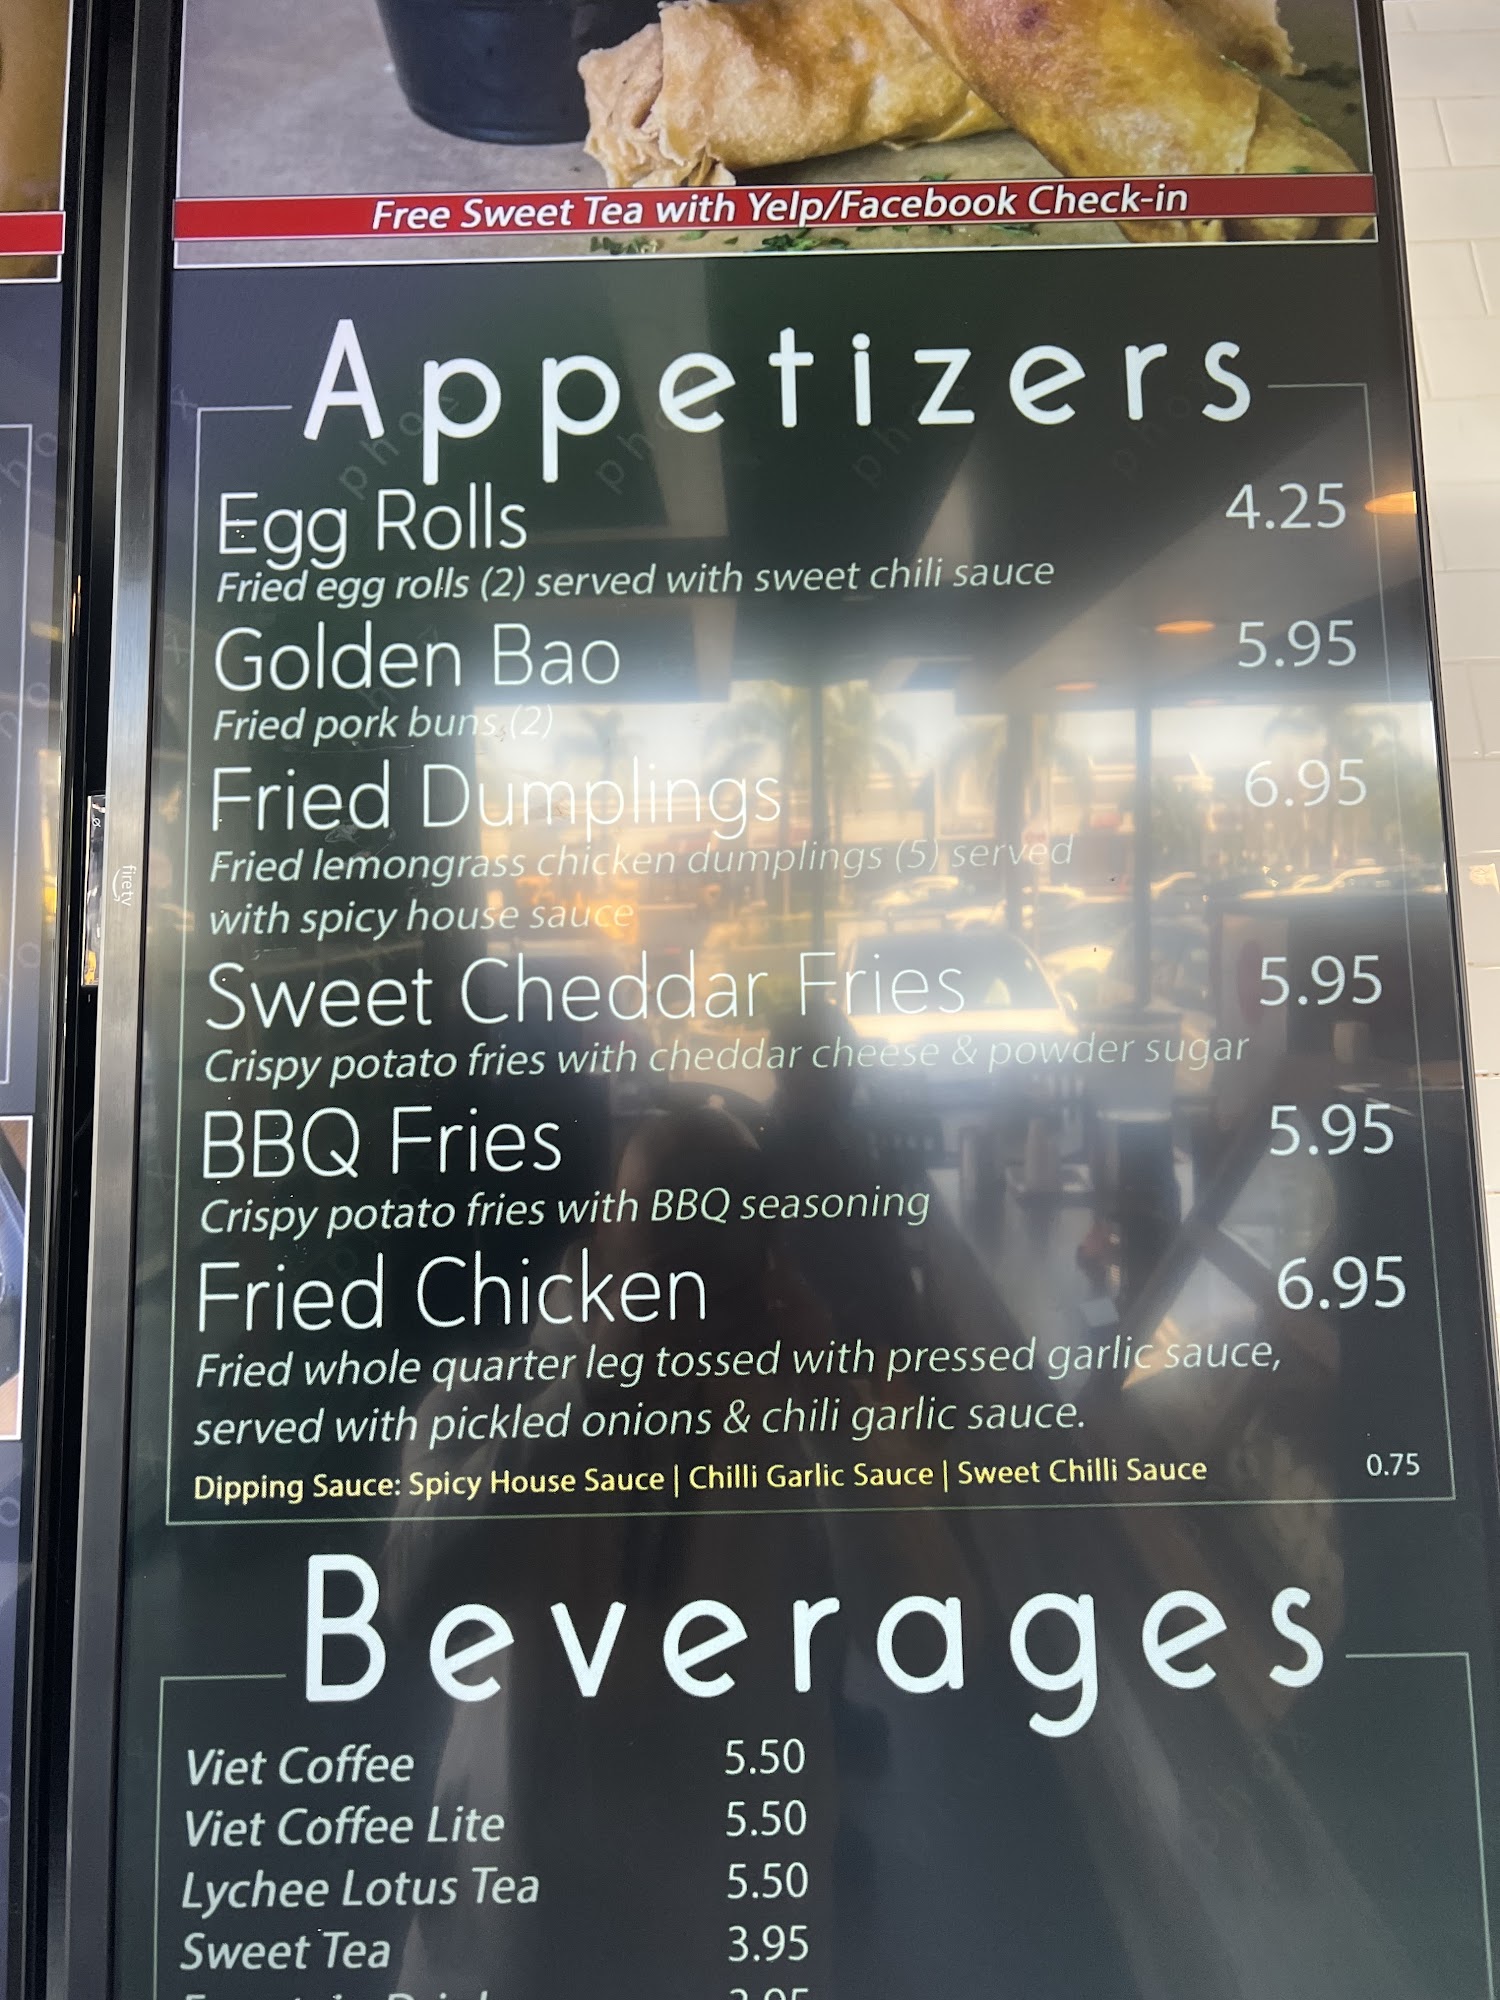 Free Sweet Tea with Yelp/Facebook Check-in
Appetizers
Egg Rolls 4.25
Fried egg rolls (2) served with sweet chili sauce
Golden Bao 5.95
Fried pork buns (2)
Fried Dumplings 6.95
Fried lemongrass chicken dumplings (5) served
with spicy house sauce
Sweet Cheddar Fries 5.95
Crispy potato fries with cheddar cheese & powder sugar
BBQ Fries 5.95
Crispy potato fries with BBQ seasoning
Fried Chicken 6.95
Fried whole quarter leg tossed with pressed garlic sauce,
served with pickled onions & chili garlic sauce.
Dipping Sauce: Spicy House Sauce | Chilli Garlic Sauce | Sweet Chilli Sauce 0.75
Beverages
Viet Coffee 5.50
Viet Coffee Lite 5.50
Lychee Lotus Tea 5.50
Sweet Tea 3.95
firetv